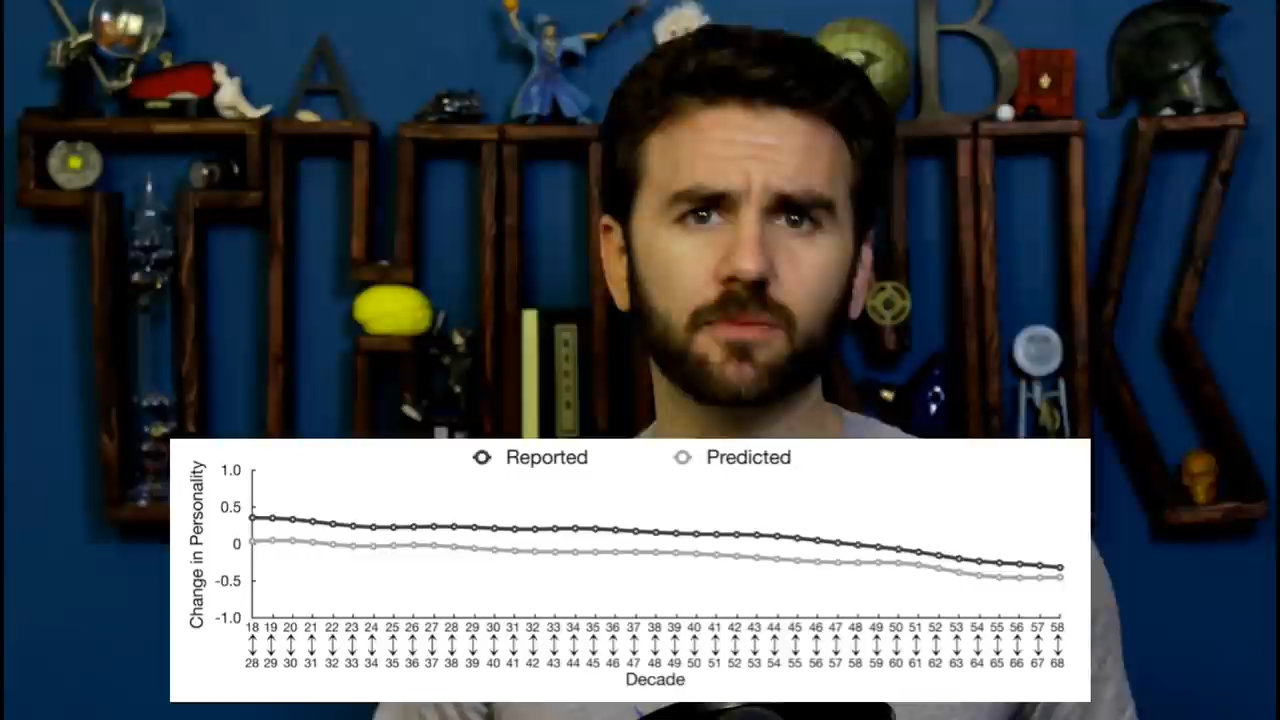 A B
THINK
Reported Predicted
Change in Personality
1.0
0.5
0
-0.5
-1.0
18 19 20 21 22 23 24 25 26 27 28 29 30 31 32 33 34 35 36 37 38 39 40 41 42 43 44 45 46 47 48 49 50 51 52 53 54 55 56 57 58
28 29 30 31 32 33 34 35 36 37 38 39 40 41 42 43 44 45 46 47 48 49 50 51 52 53 54 55 56 57 58 59 60 61 62 63 64 65 66 67 68
Decade